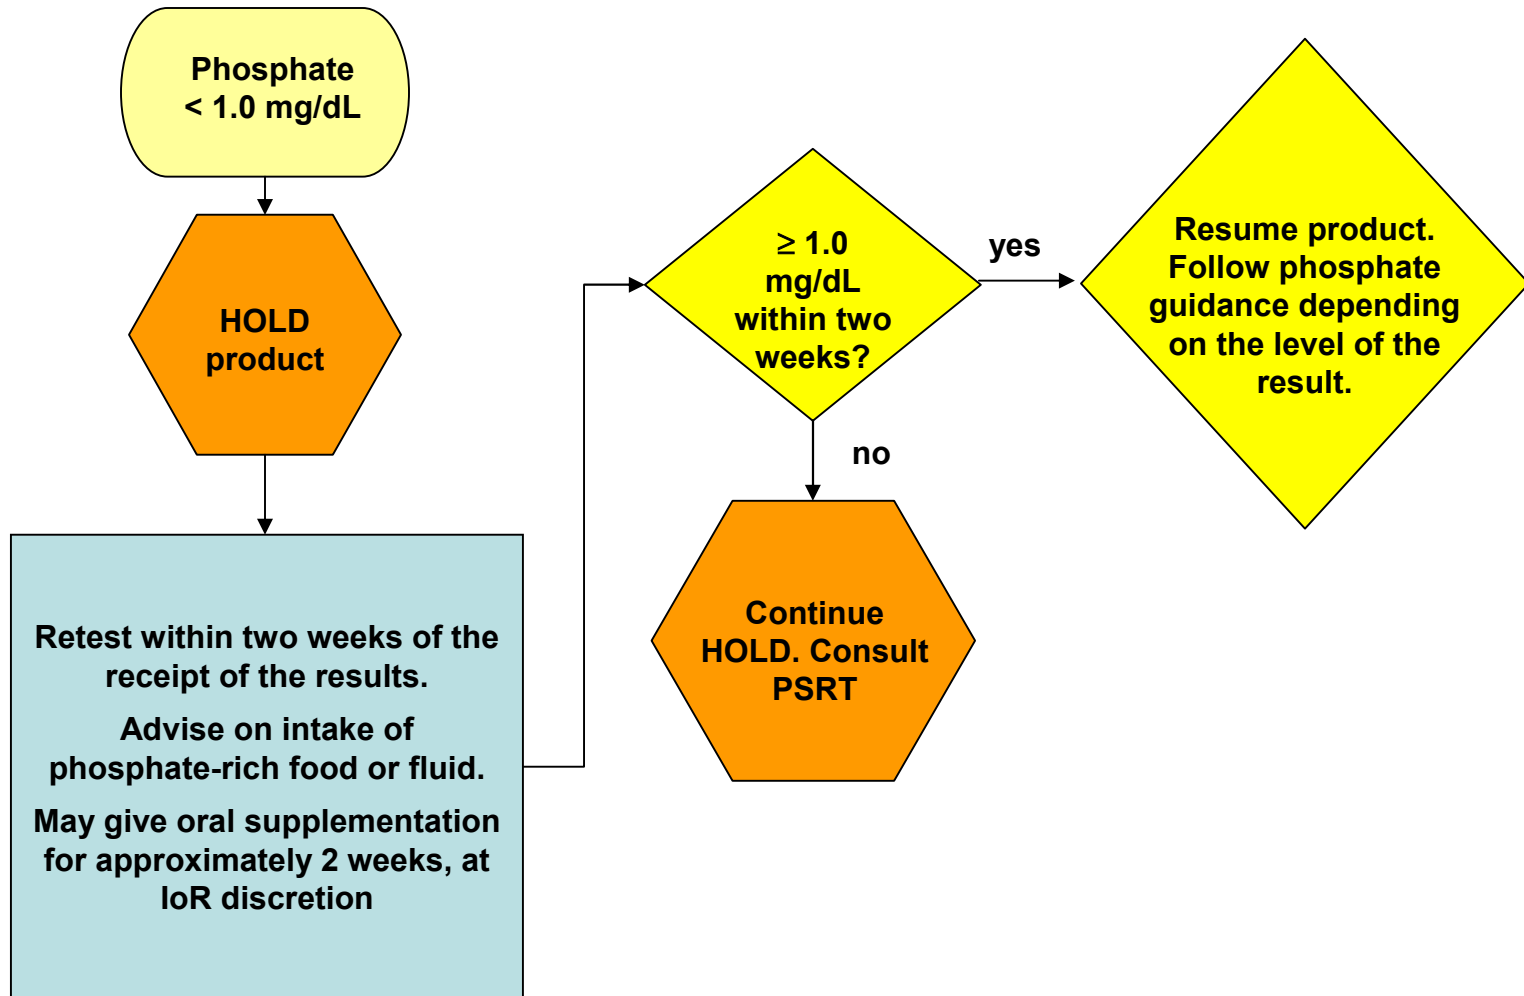 Phosphate
< 1.0 mg/dL
HOLD
product
Retest within two weeks of the
receipt of the results.
Advise on intake of
phosphate-rich food or fluid.
May give oral supplementation
for approximately 2 weeks, at
IoR discretion
≥ 1.0
mg/dL
within two
weeks?
yes
no
Resume product.
Follow phosphate
guidance depending
on the level of the
result.
Continue
HOLD. Consult
PSRT